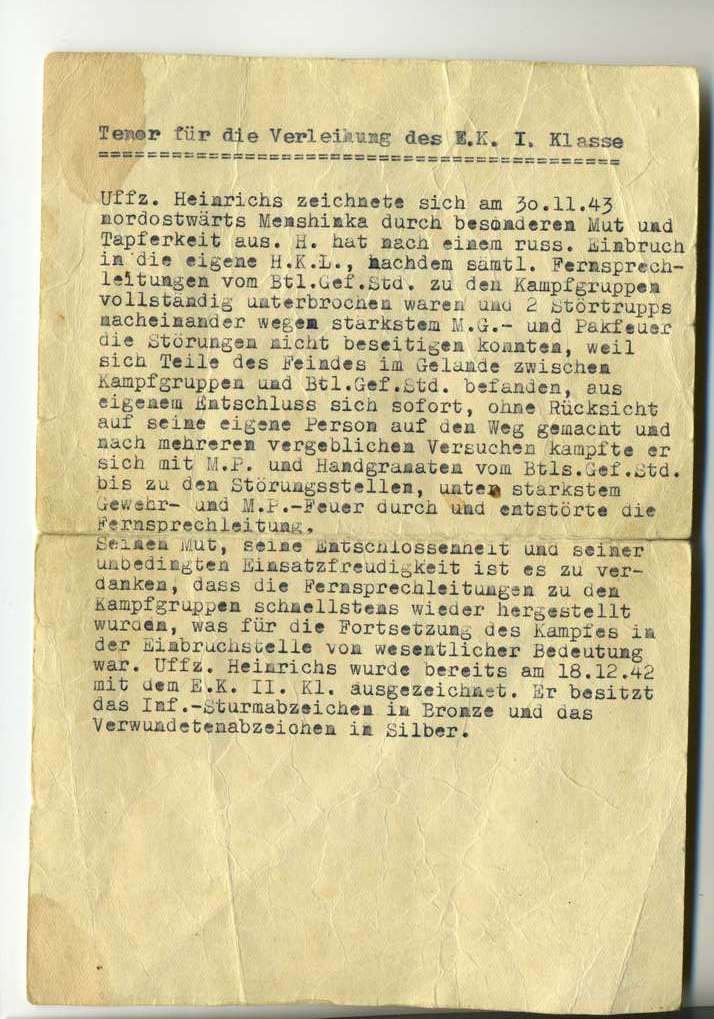 Tenor für die Verleihung des E.K. I. Klasse
===========================================
Uffz. Heinrichs zeichnete sich am 3o.11.43
nordostwärts Menshinka durch besonderen Mut und
Tapferkeit aus. H. hat nach einem russ. Einbruch
in die eigene H.K.L., nachdem sämtl. Fernsprech-
leitungen vom Btl.Gef.Std. zu den Kampfgruppen
vollständig unterbrochen waren und 2 Störtrupps
nacheinander wegen stärkstem M.G.- und Pakfeuer
die Störungen nicht beseitigen konnten, weil
sich Teile des Feindes im Gelände zwischen
Kampfgruppen und Btl.Gef.Std. befanden, aus
eigenem Entschluss sich sofort, ohne Rücksicht
auf seine eigene Person auf den Weg gemacht und
nach mehreren vergeblichen Versuchen kämpfte er
sich mit M.P. und Handgranaten vom Btls.Gef.Std.
bis zu den Störungsstellen, unter stärkstem
Gewehr- und M.P.-Feuer durch und entstörte die
Fernsprechleitung.
Seinen Mut, seine Entschlossenheit und seiner
unbedingten Einsatzfreudigkeit ist es zu ver-
danken, dass die Fernsprechleitungen zu den
Kampfgruppen schnellstens wieder hergestellt
wurden, was für die Fortsetzung des Kampfes in
der Einbruchstelle von wesentlicher Bedeutung
war. Uffz. Heinrichs wurde bereits am 18.12.42
mit dem E.K. II. Kl. ausgezeichnet. Er besitzt
das Inf.-Sturmabzeichen in Bronze und das
Verwundetenabzeichen in Silber.